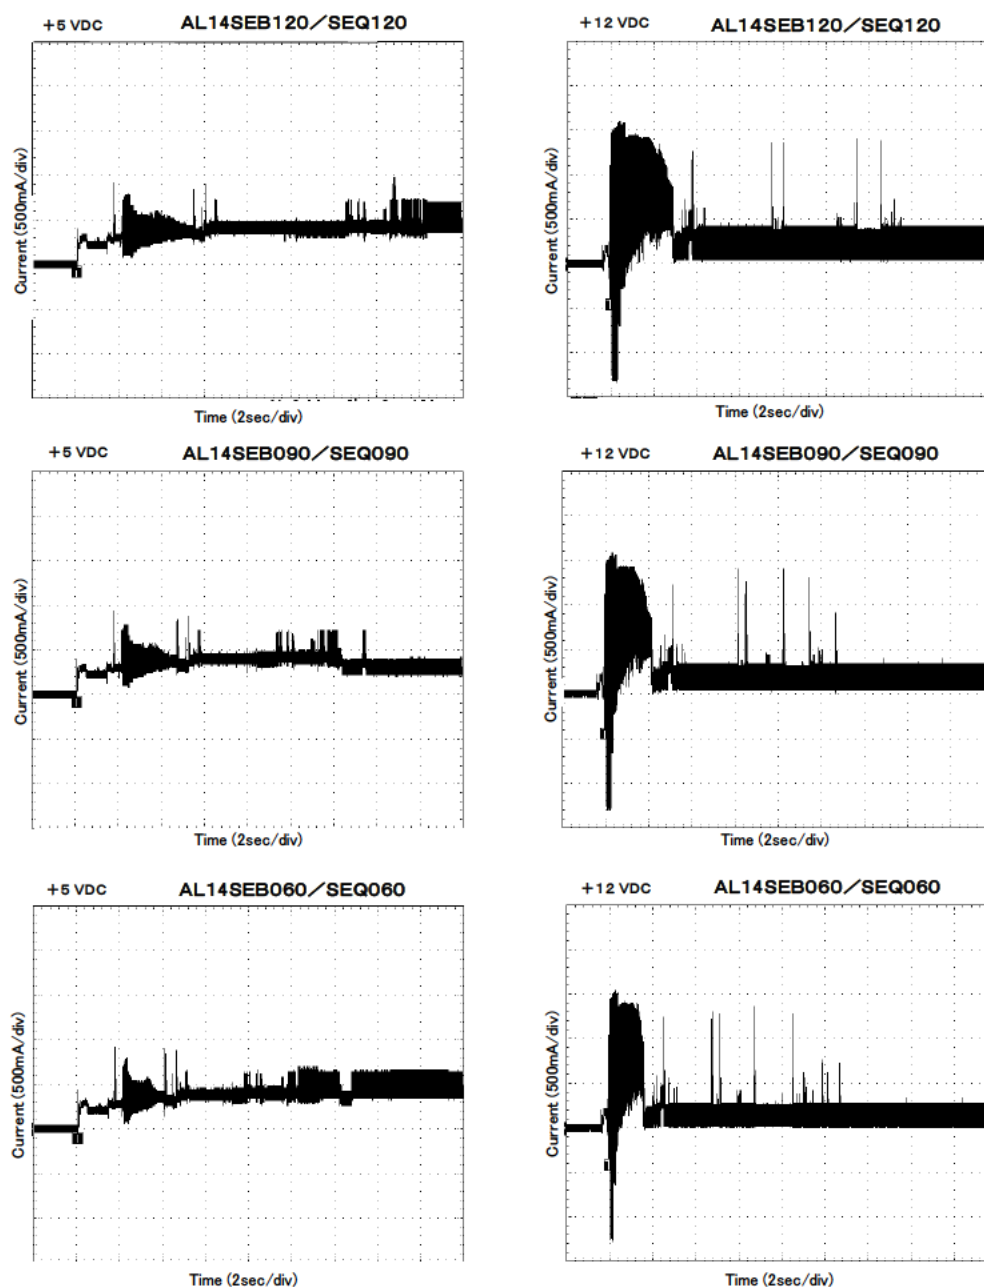 +5 VDC AL14SEB120/SEQ120
Current (500mA/div)
Time (2sec/div)
+12 VDC AL14SEB120/SEQ120
Current (500mA/div)
Time (2sec/div)
+5 VDC AL14SEB090/SEQ090
Current (500mA/div)
Time (2sec/div)
+12 VDC AL14SEB090/SEQ090
Current (500mA/div)
Time (2sec/div)
+5 VDC AL14SEB060/SEQ060
Current (500mA/div)
Time (2sec/div)
+12 VDC AL14SEB060/SEQ060
Current (500mA/div)
Time (2sec/div)